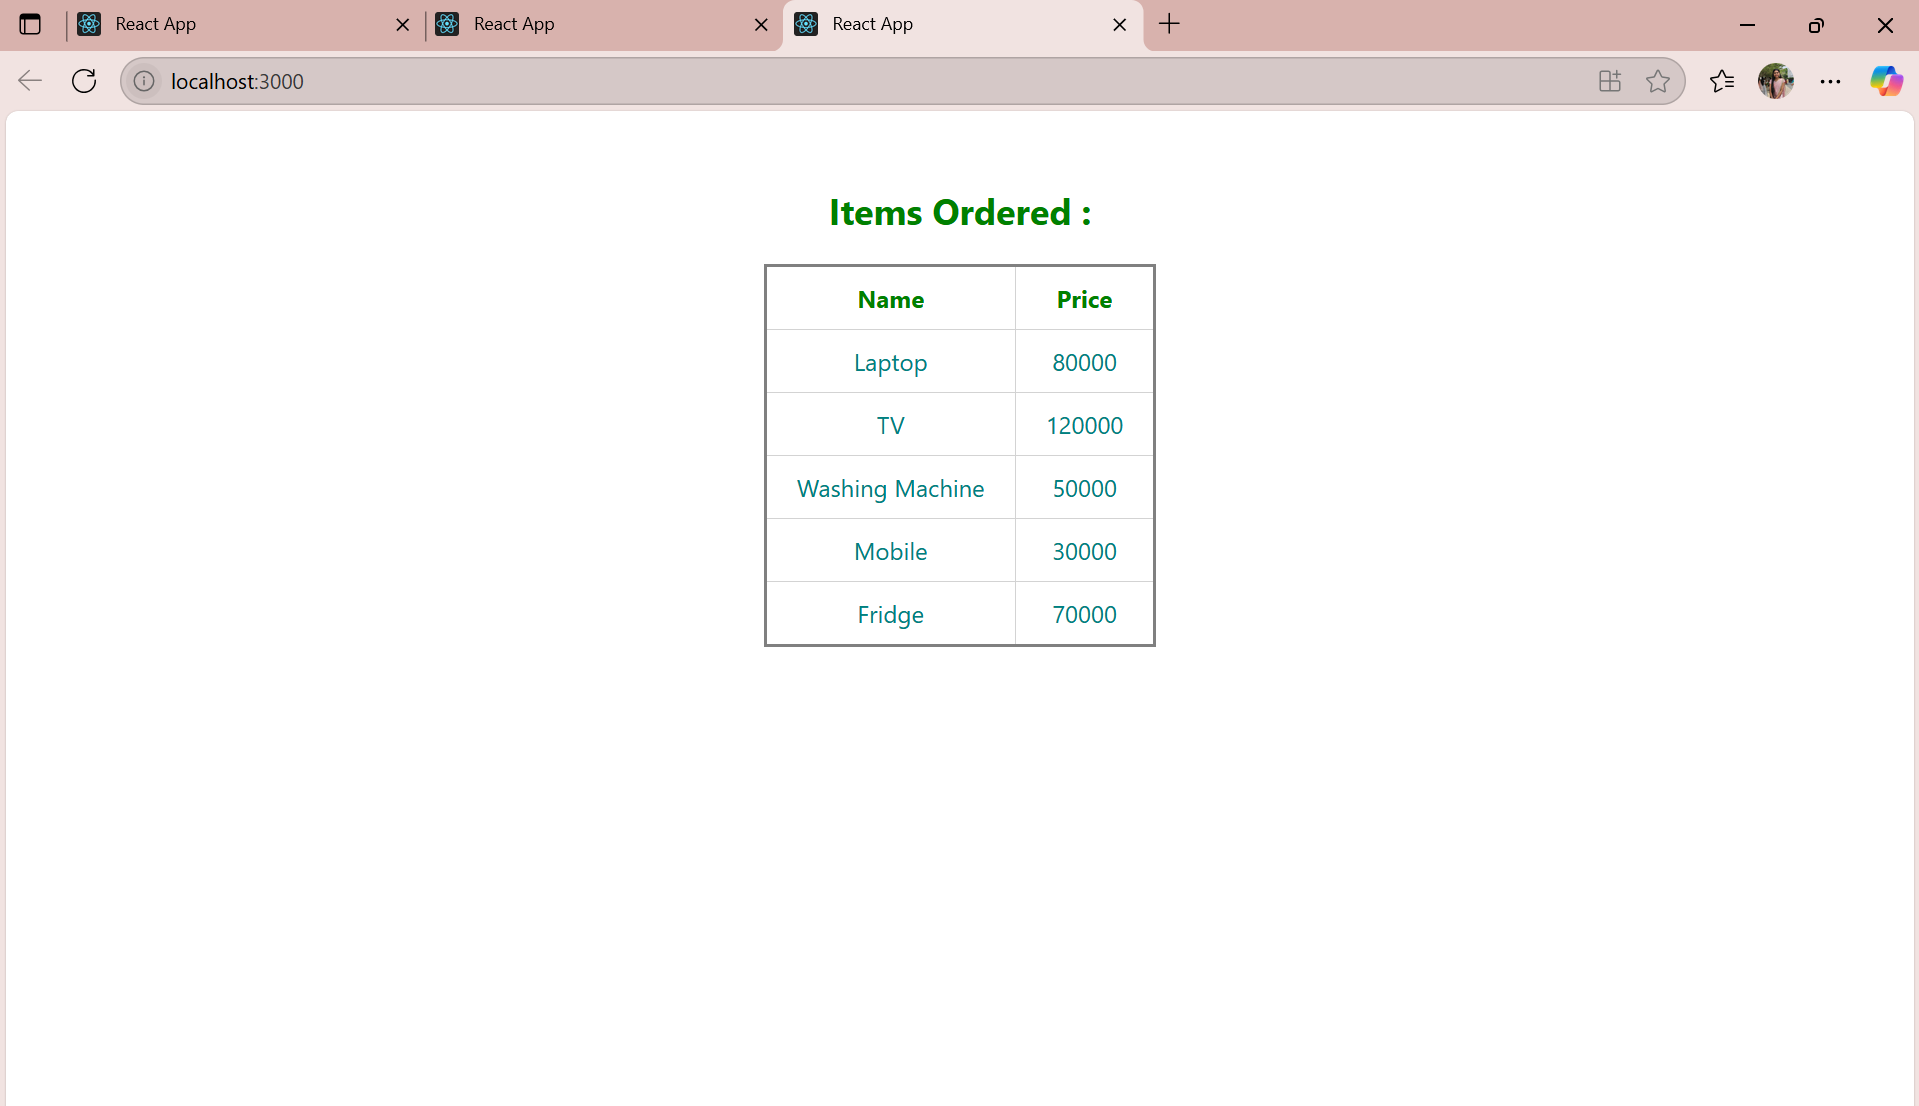 React App React App React App
localhost:3000
Items Ordered :
Name Price
Laptop 80000
TV 120000
Washing Machine 50000
Mobile 30000
Fridge 70000